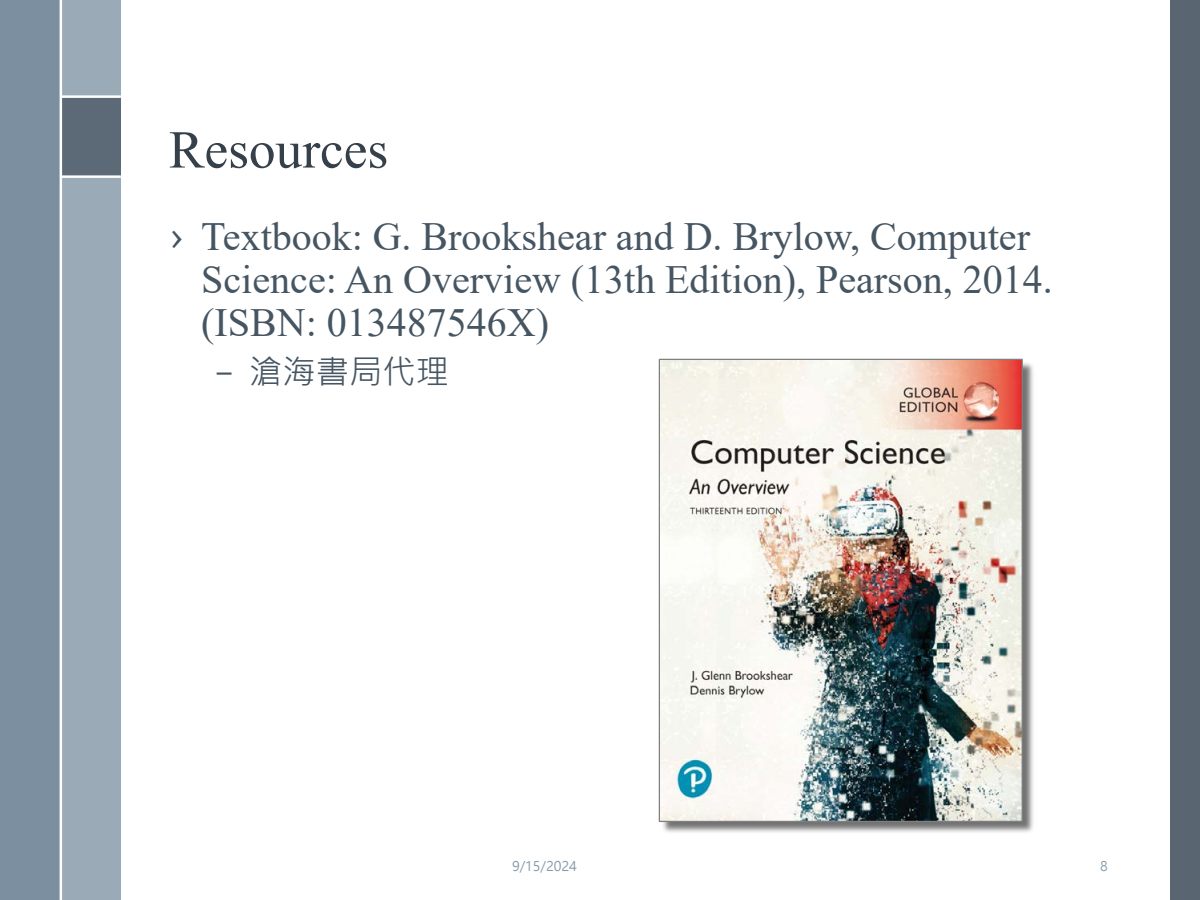 Resources
› Textbook: G. Brookshear and D. Brylow, Computer
Science: An Overview (13th Edition), Pearson, 2014.
(ISBN: 013487546X)
– 滄海書局代理
GLOBAL
EDITION
Computer Science
An Overview
THIRTEENTH EDITION
J. Glenn Brookshear
Dennis Brylow
P
9/15/2024
8